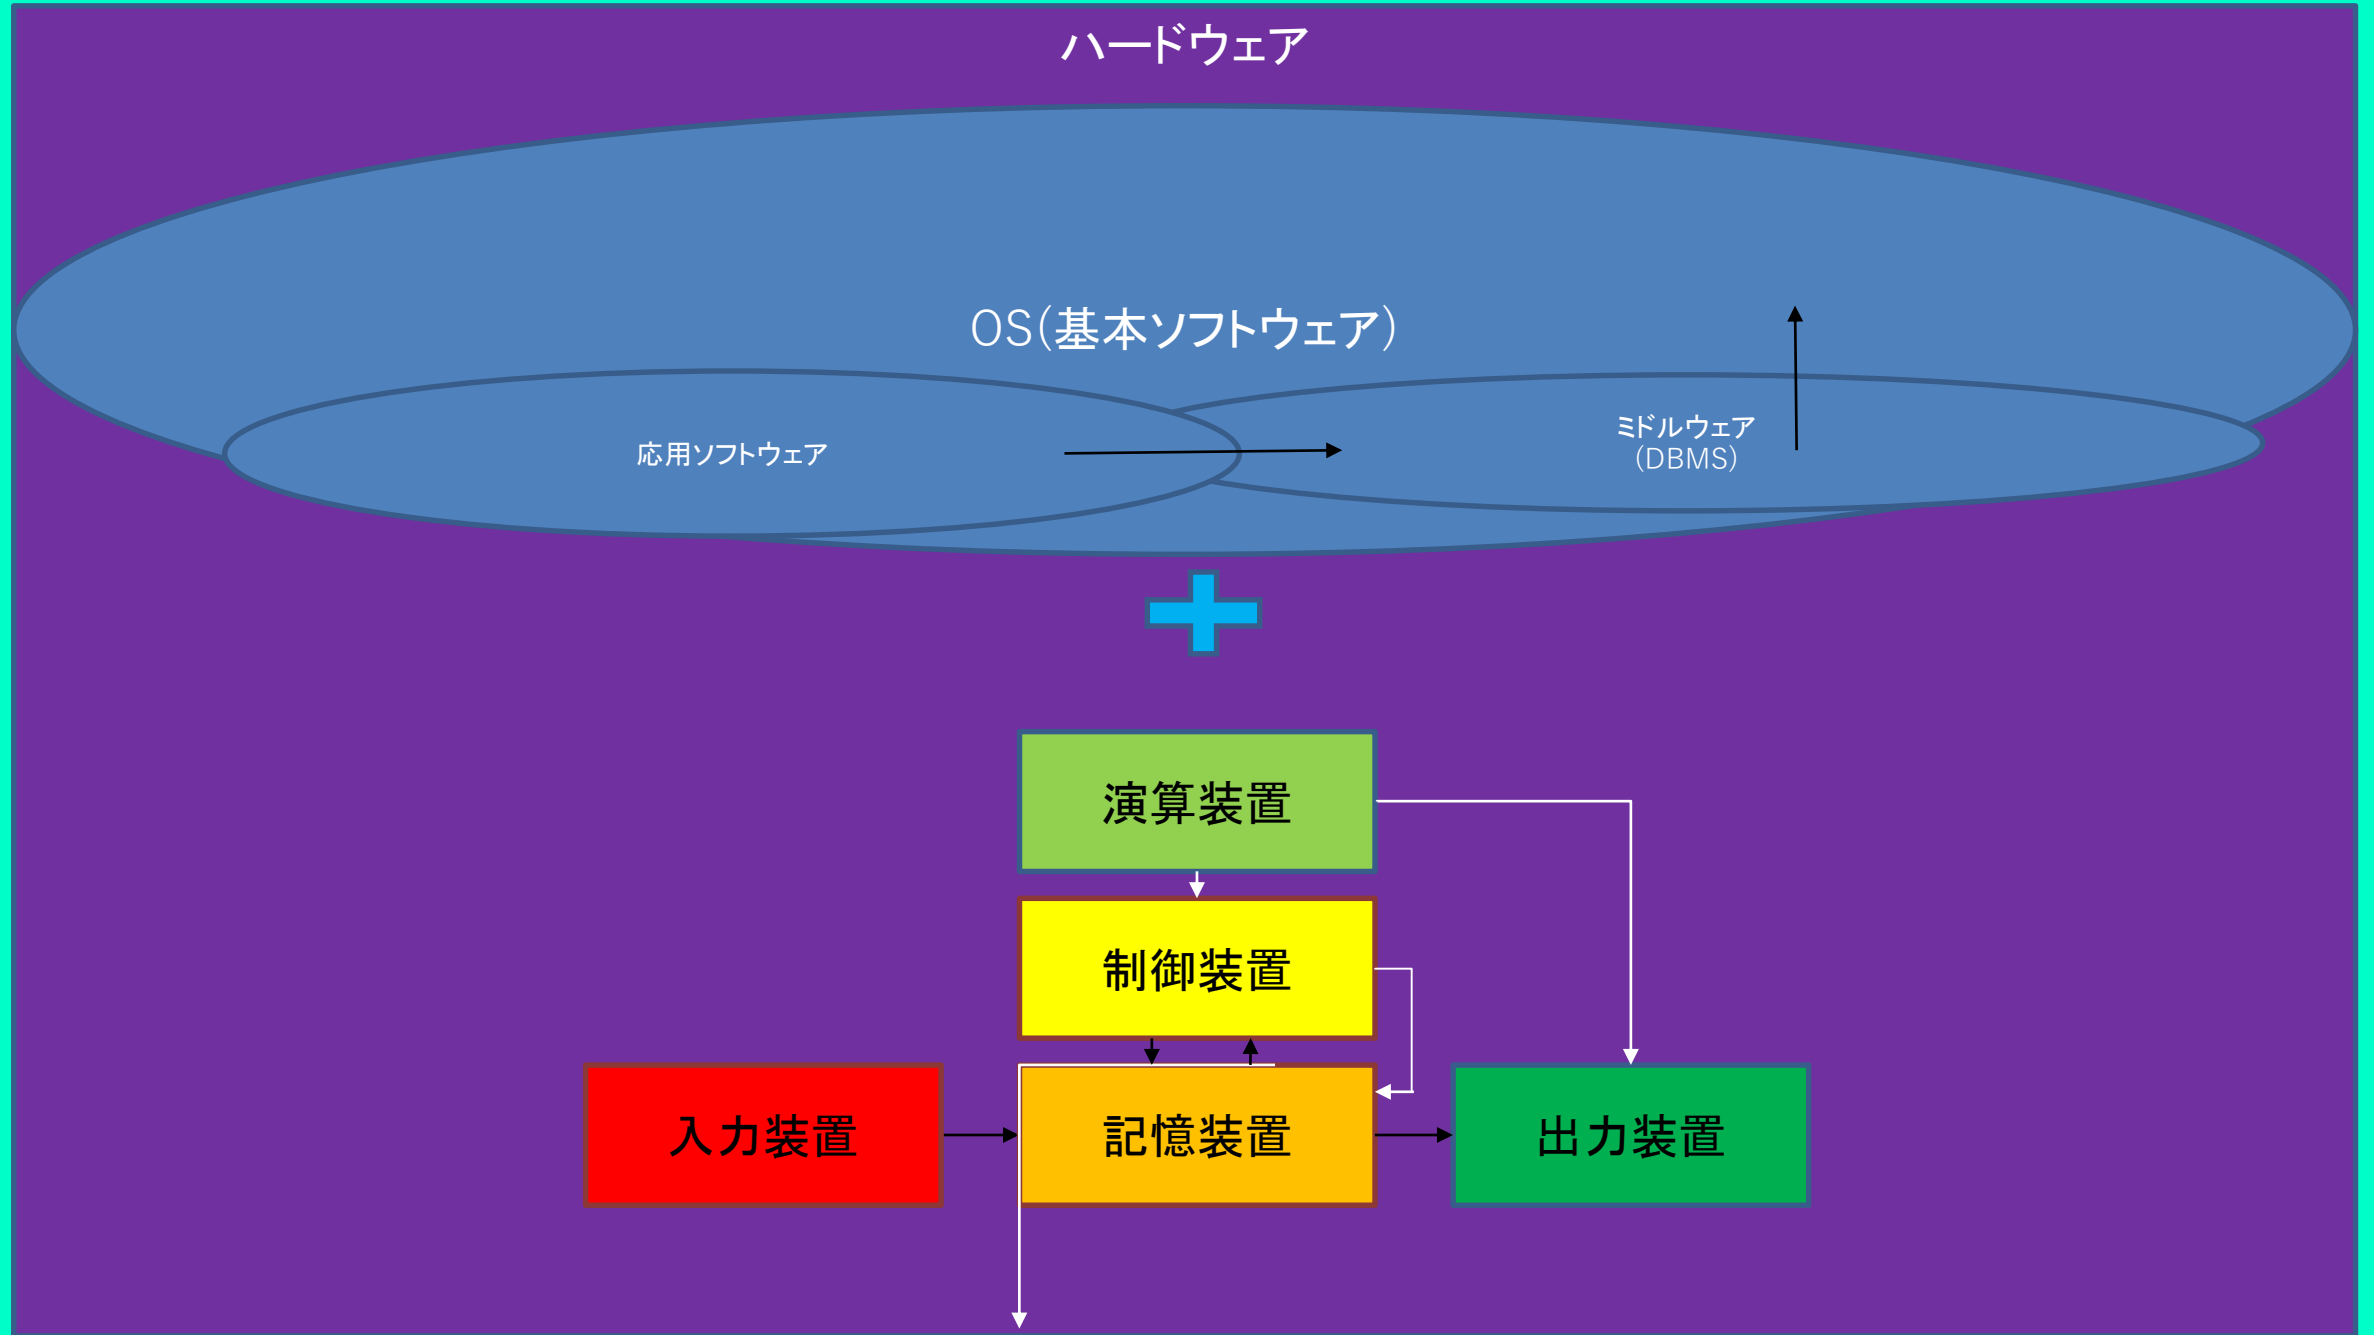 ハードウェア
OS(基本ソフトウェア)
応用ソフトウェア
ミドルウェア
(DBMS)
演算装置
制御装置
入力装置
記憶装置
出力装置